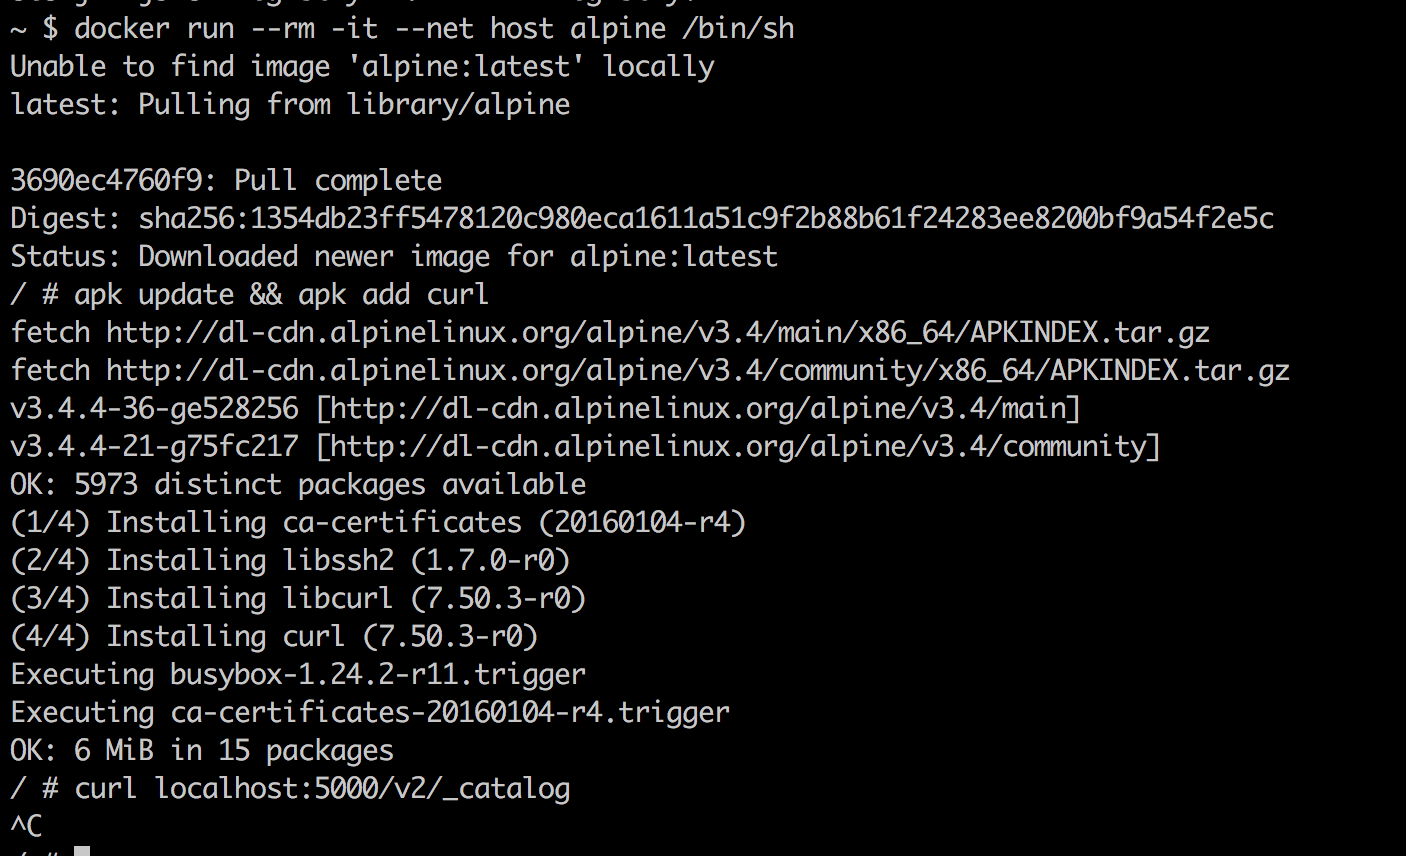 ~ $ docker run --rm -it --net host alpine /bin/sh
Unable to find image 'alpine:latest' locally
latest: Pulling from library/alpine
3690ec4760f9: Pull complete
Digest: sha256:1354db23ff5478120c980eca1611a51c9f2b88b61f24283ee8200bf9a54f2e5c
Status: Downloaded newer image for alpine:latest
/ # apk update && apk add curl
fetch http://dl-cdn.alpinelinux.org/alpine/v3.4/main/x86_64/APKINDEX.tar.gz
fetch http://dl-cdn.alpinelinux.org/alpine/v3.4/community/x86_64/APKINDEX.tar.gz
v3.4.4-36-ge528256 [http://dl-cdn.alpinelinux.org/alpine/v3.4/main]
v3.4.4-21-g75fc217 [http://dl-cdn.alpinelinux.org/alpine/v3.4/community]
OK: 5973 distinct packages available
(1/4) Installing ca-certificates (20160104-r4)
(2/4) Installing libssh2 (1.7.0-r0)
(3/4) Installing libcurl (7.50.3-r0)
(4/4) Installing curl (7.50.3-r0)
Executing busybox-1.24.2-r11.trigger
Executing ca-certificates-20160104-r4.trigger
OK: 6 MiB in 15 packages
/ # curl localhost:5000/v2/_catalog
^C
/ #